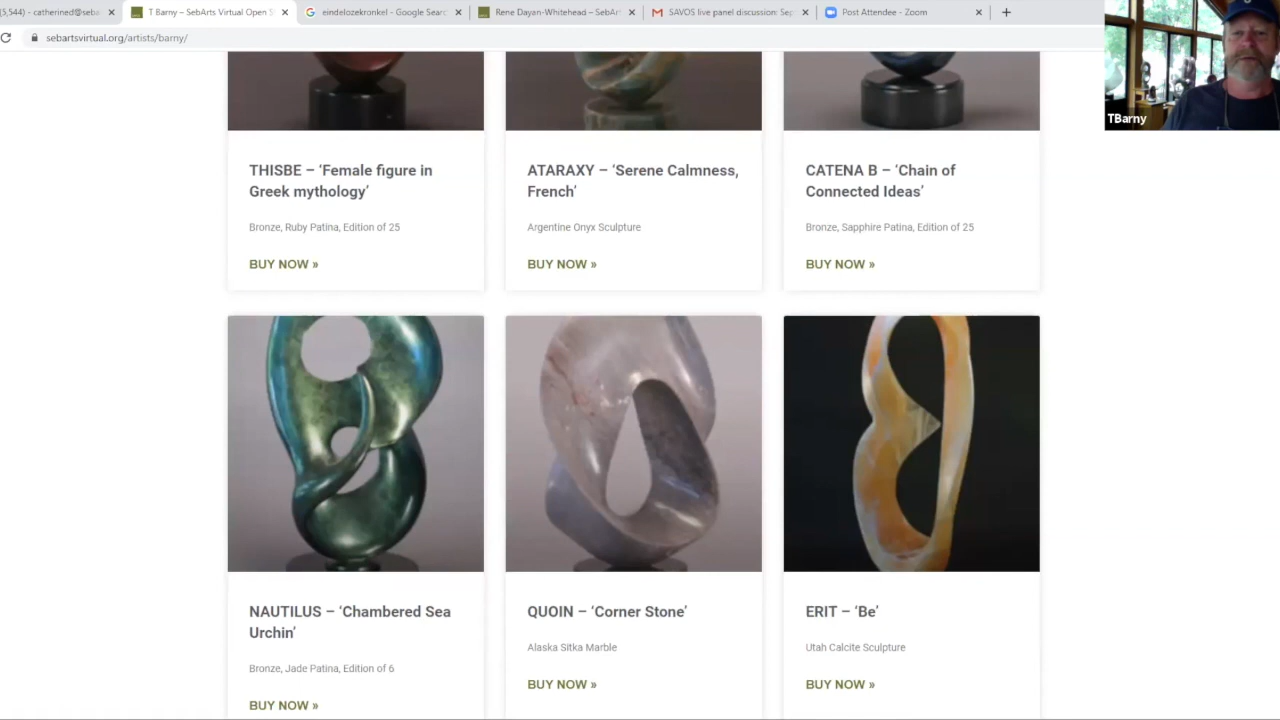 5,544) - catherined@seba
T Barny – SebArts Virtual Open S
eindelozekronkel - Google Searc
Rene Dayan-Whitehead – SebAr
SAVOS live panel discussion: Sep
Post Attendee - Zoom
sebartsvirtual.org/artists/barny/
TBarny
THISBE – ‘Female figure in
Greek mythology’
Bronze, Ruby Patina, Edition of 25
BUY NOW »
ATARAXY – ‘Serene Calmness,
French’
Argentine Onyx Sculpture
BUY NOW »
CATENA B – ‘Chain of
Connected Ideas’
Bronze, Sapphire Patina, Edition of 25
BUY NOW »
NAUTILUS – ‘Chambered Sea
Urchin’
Bronze, Jade Patina, Edition of 6
BUY NOW »
QUOIN – ‘Corner Stone’
Alaska Sitka Marble
BUY NOW »
ERIT – ‘Be’
Utah Calcite Sculpture
BUY NOW »